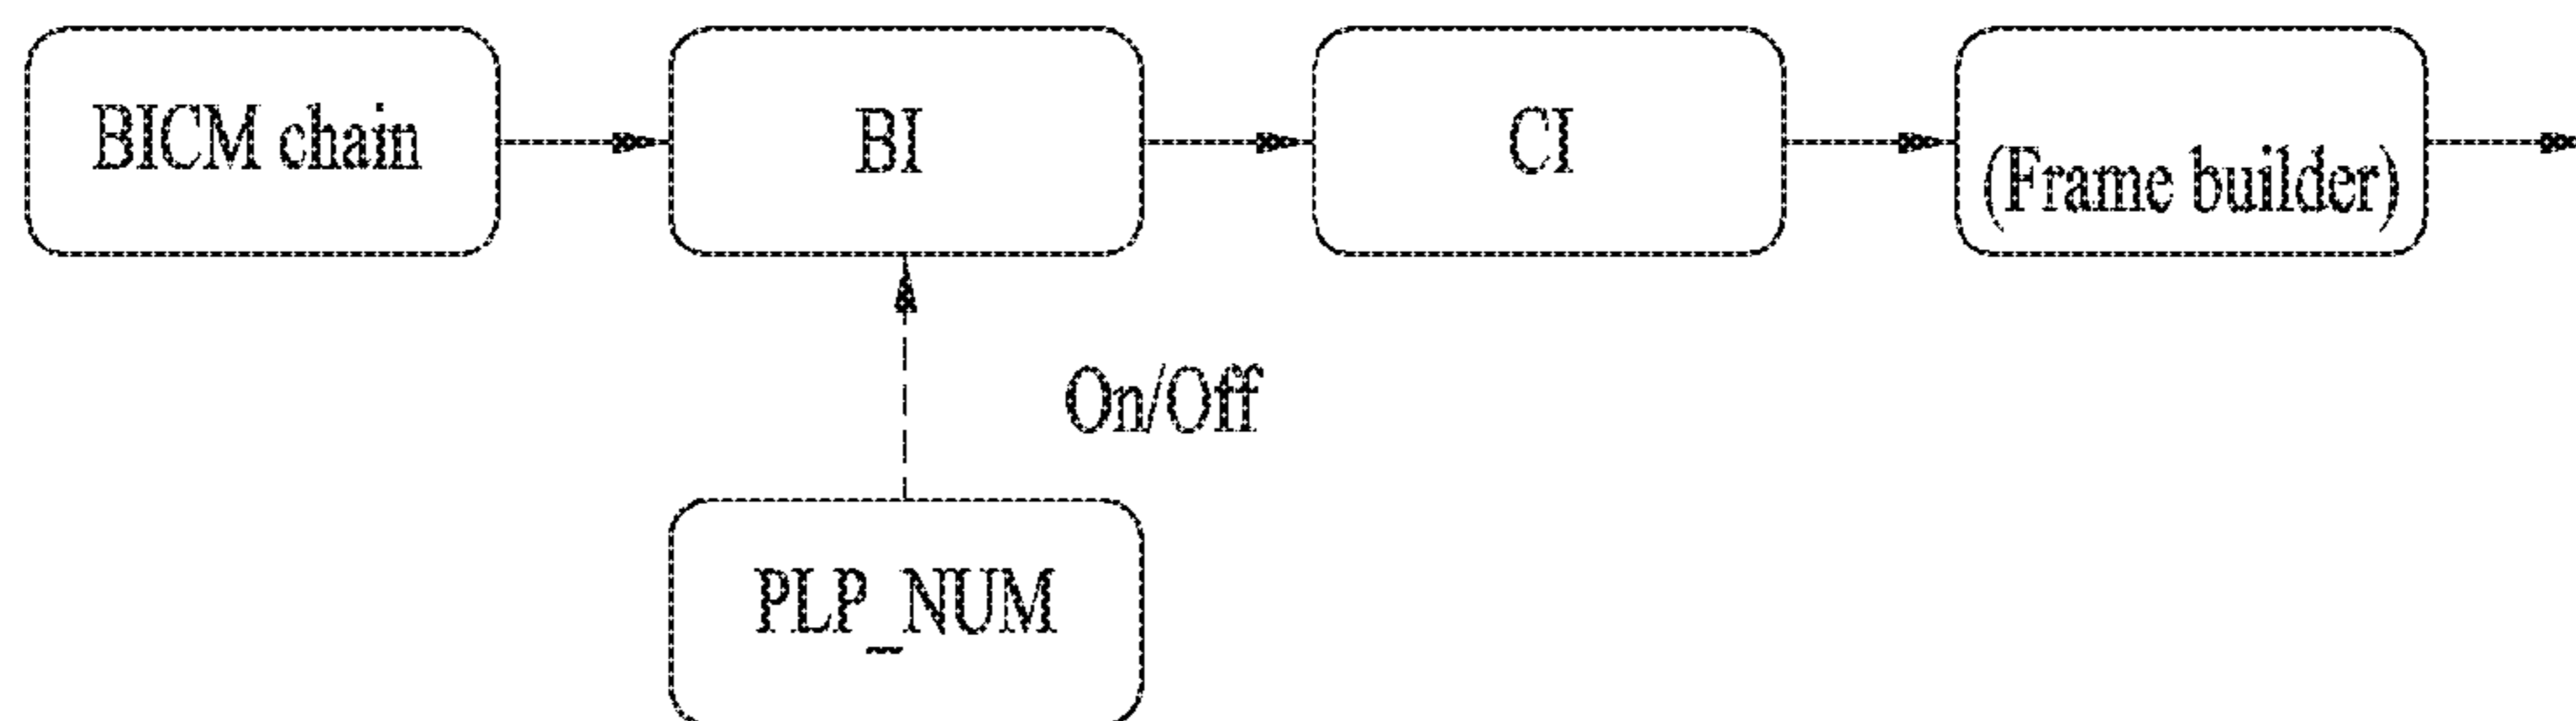 BICM chain
BI
CI
(Frame builder)
On/Off
PLP_NUM